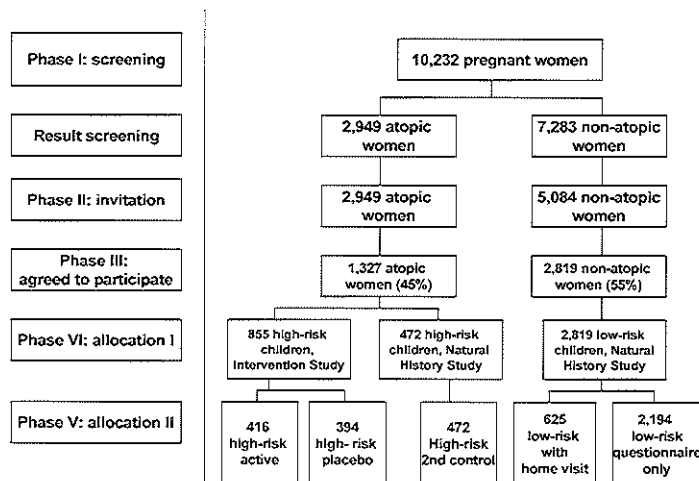 Phase I: screening
10,232 pregnant women
Result screening
2,949 atopic
women
7,283 non-atopic
women
Phase II: invitation
2,949 atopic
women
5,084 non-atopic
women
Phase III:
agreed to participate
1,327 atopic
women (45%)
2,819 non-atopic
women (55%)
Phase VI: allocation I
855 high-risk
children,
Intervention Study
472 high-risk
children, Natural
History Study
2,819 low-risk
children, Natural
History Study
Phase V: allocation II
416
high-risk
active
394
high- risk
placebo
472
High-risk
2nd control
625
low-risk
with
home visit
2,194
low-risk
questionnaire
only